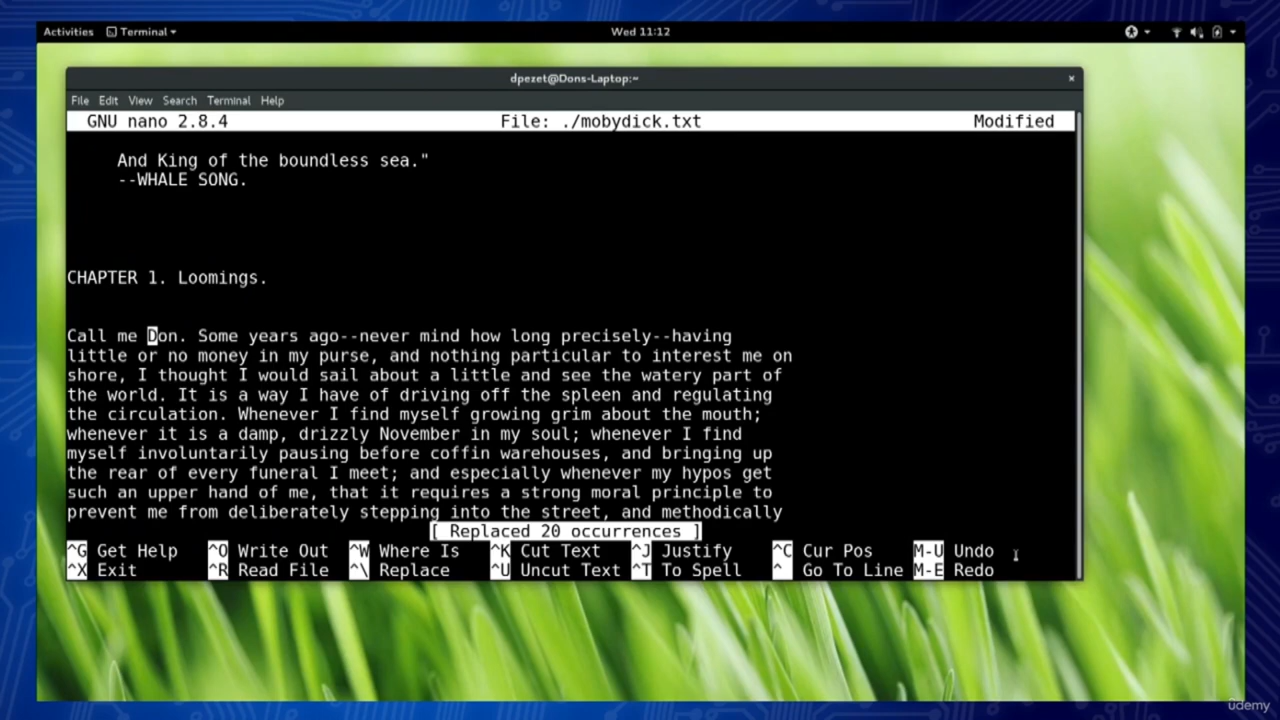 Activities Terminal Wed 11:12
dpezet@Dons-Laptop:~ ×
File Edit View Search Terminal Help
GNU nano 2.8.4 File: ./mobydick.txt Modified
And King of the boundless sea."
--WHALE SONG.
CHAPTER 1. Loomings.
Call me Don. Some years ago--never mind how long precisely--having
little or no money in my purse, and nothing particular to interest me on
shore, I thought I would sail about a little and see the watery part of
the world. It is a way I have of driving off the spleen and regulating
the circulation. Whenever I find myself growing grim about the mouth;
whenever it is a damp, drizzly November in my soul; whenever I find
myself involuntarily pausing before coffin warehouses, and bringing up
the rear of every funeral I meet; and especially whenever my hypos get
such an upper hand of me, that it requires a strong moral principle to
prevent me from deliberately stepping into the street, and methodically
[ Replaced 20 occurrences ]
^G Get Help ^O Write Out ^W Where Is ^K Cut Text ^J Justify ^C Cur Pos M-U Undo
^X Exit ^R Read File ^\ Replace ^U Uncut Text ^T To Spell ^ Go To Line M-E Redo
ûdemy